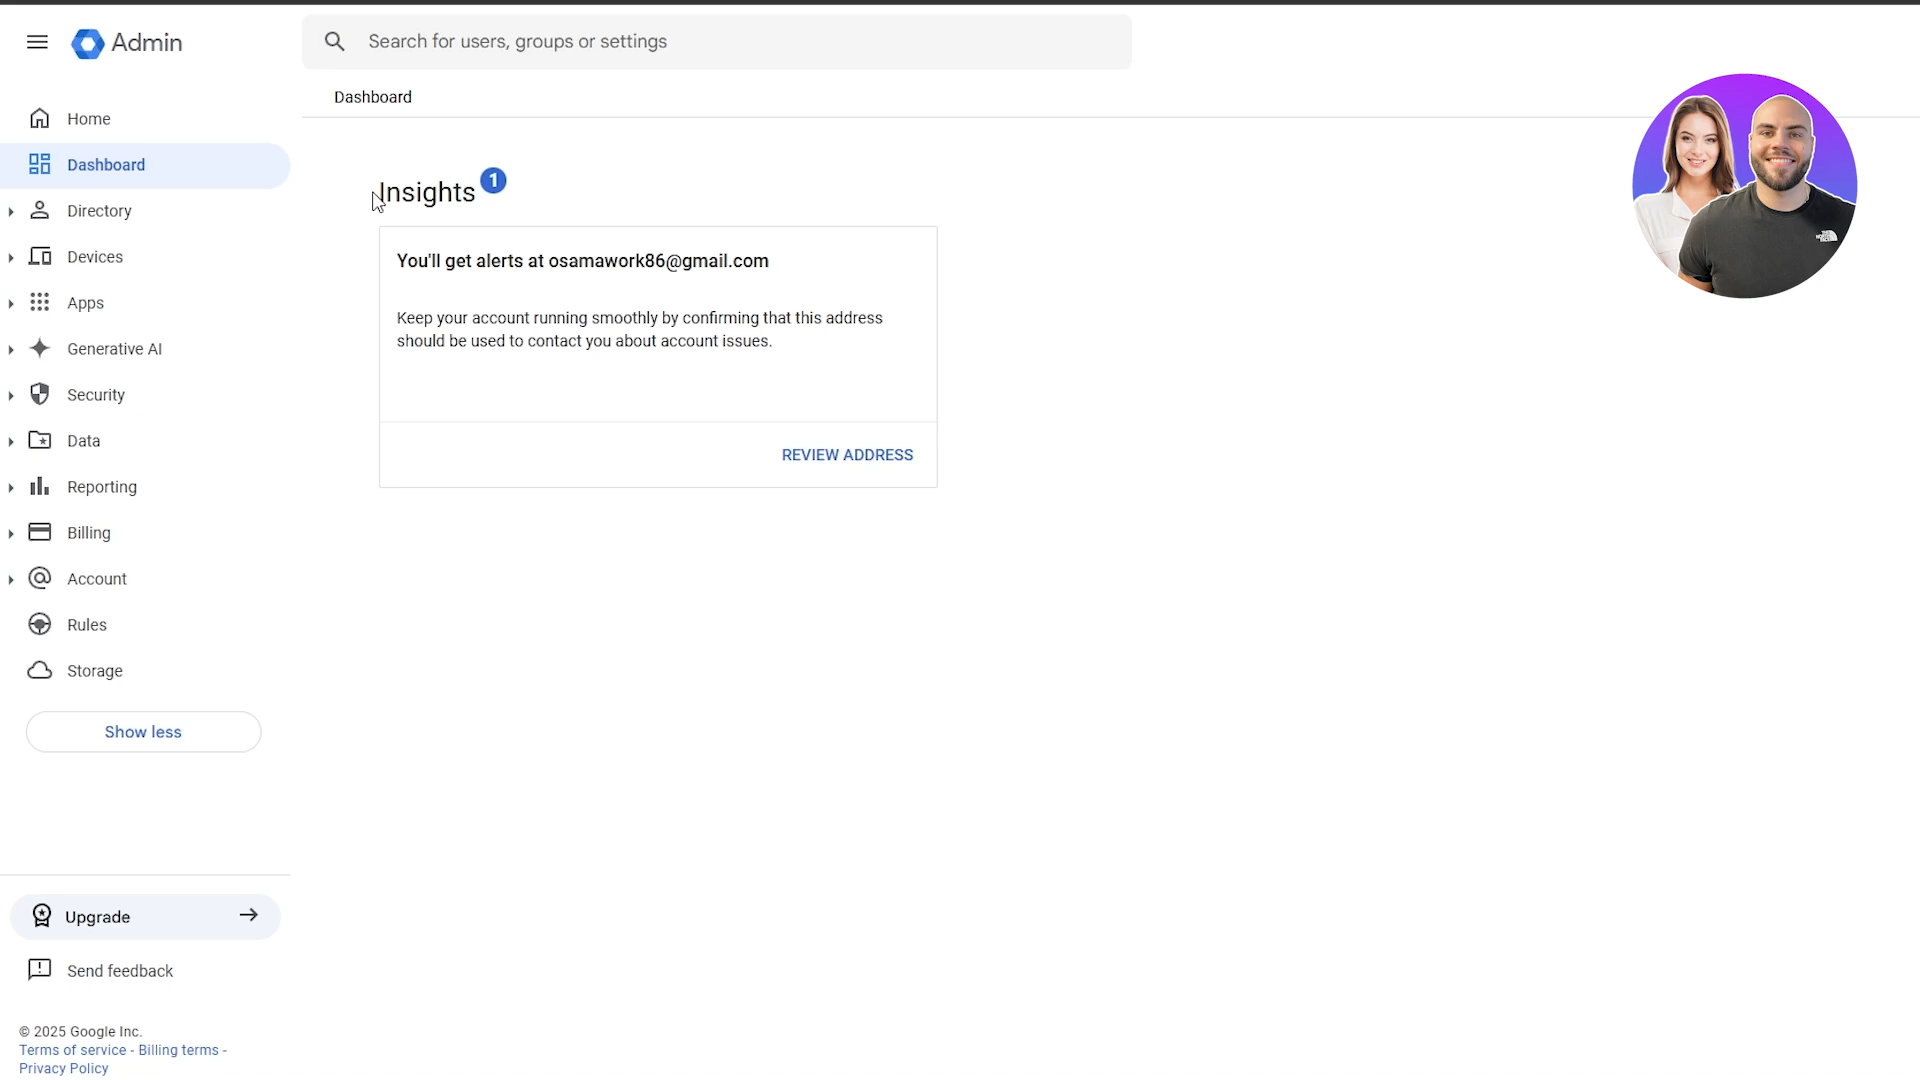 Admin
Search for users, groups or settings
Dashboard
Home
Dashboard
Directory
Devices
Apps
Generative AI
Security
Data
Reporting
Billing
Account
Rules
Storage
Show less
Upgrade
Send feedback
© 2025 Google Inc.
Terms of service - Billing terms -
Privacy Policy
Insights 1
You'll get alerts at osamawork86@gmail.com
Keep your account running smoothly by confirming that this address
should be used to contact you about account issues.
REVIEW ADDRESS